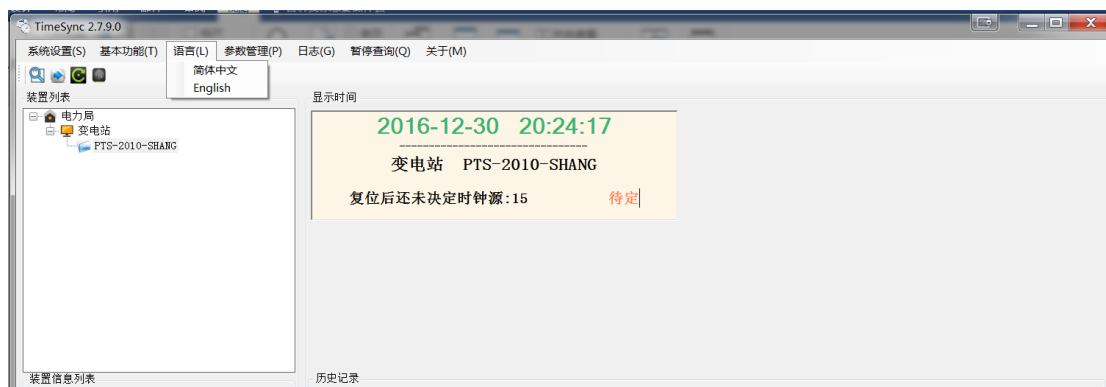 TimeSync 2.7.9.0
系统设置(S) 基本功能(T) 语言(L) 参数管理(P) 日志(G) 暂停查询(Q) 关于(M)
简体中文
English
装置列表
电力局
变电站
PTS-2010-SHANG
显示时间
2016-12-30 20:24:17
--------------------------------
变电站 PTS-2010-SHANG
复位后还未决定时钟源:15 待定
装置信息列表
历史记录